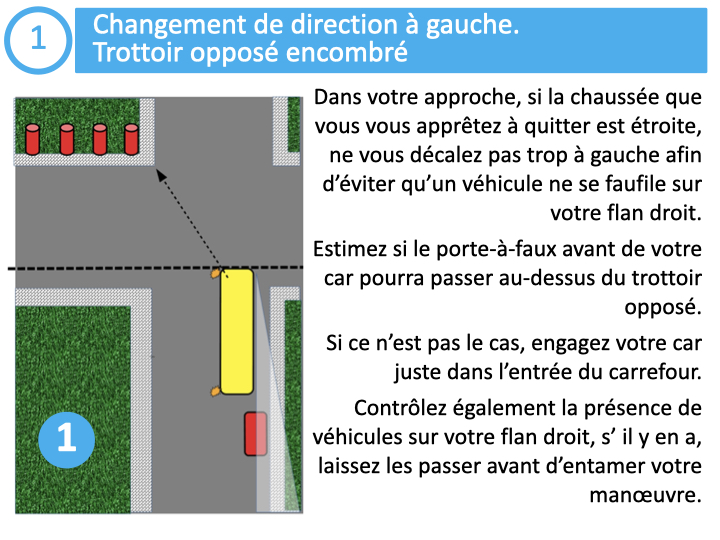 1
Changement de direction à gauche.
Trottoir opposé encombré
Dans votre approche, si la chaussée que
vous vous apprêtez à quitter est étroite,
ne vous décalez pas trop à gauche afin
d’éviter qu’un véhicule ne se faufile sur
votre flan droit.
Estimez si le porte-à-faux avant de votre
car pourra passer au-dessus du trottoir
opposé.
Si ce n’est pas le cas, engagez votre car
juste dans l’entrée du carrefour.
Contrôlez également la présence de
véhicules sur votre flan droit, s’ il y en a,
laissez les passer avant d’entamer votre
manœuvre.
1